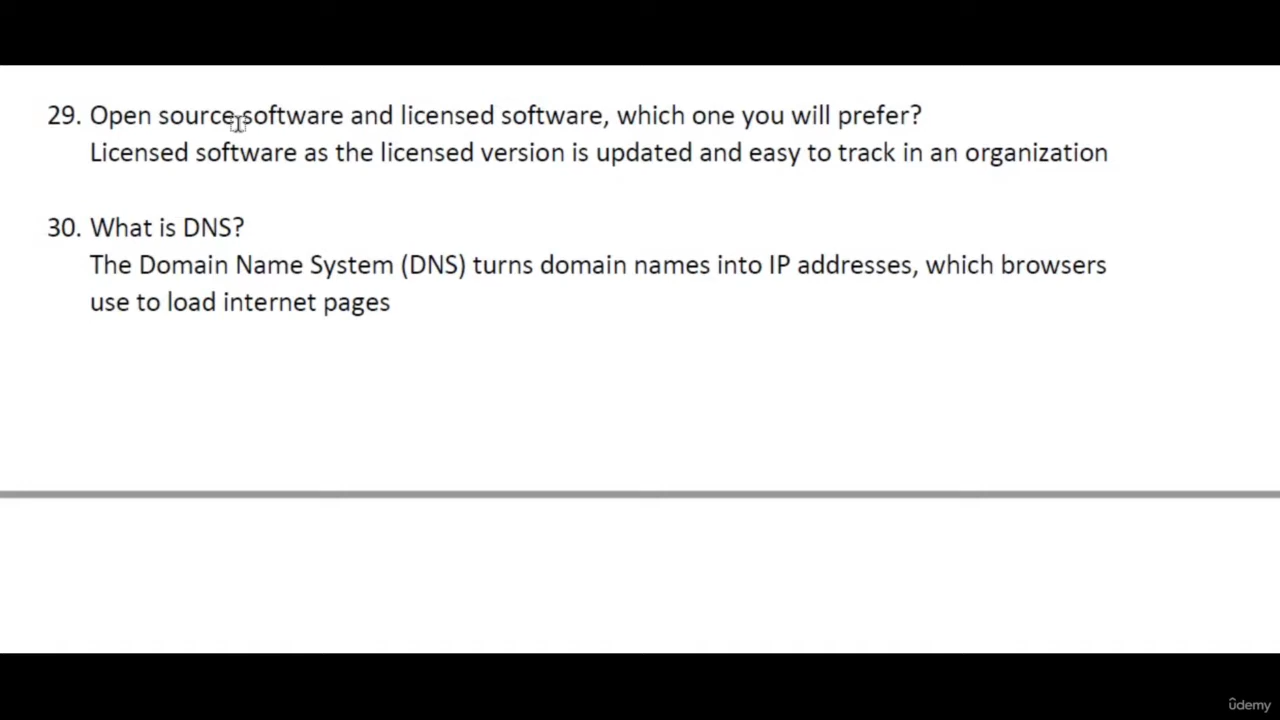 29. Open source software and licensed software, which one you will prefer?
Licensed software as the licensed version is updated and easy to track in an organization
30. What is DNS?
The Domain Name System (DNS) turns domain names into IP addresses, which browsers
use to load internet pages
ûdemy